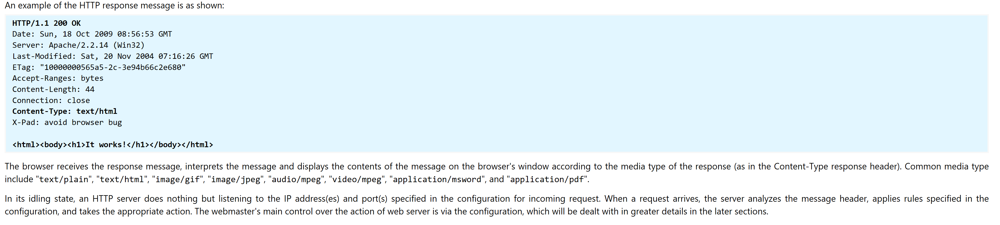 An example of the HTTP response message is as shown:
HTTP/1.1 200 OK
Date: Sun, 18 Oct 2009 08:56:53 GMT
Server: Apache/2.2.14 (Win32)
Last-Modified: Sat, 20 Nov 2004 07:16:26 GMT
ETag: "10000000565a5-2c-3e94b66c2e680"
Accept-Ranges: bytes
Content-Length: 44
Connection: close
Content-Type: text/html
X-Pad: avoid browser bug
<html><body><h1>It works!</h1></body></html>
The browser receives the response message, interprets the message and displays the contents of the message on the browser's window according to the media type of the response (as in the Content-Type response header). Common media type
include "text/plain", "text/html", "image/gif", "image/jpeg", "audio/mpeg", "video/mpeg", "application/msword", and "application/pdf".
In its idling state, an HTTP server does nothing but listening to the IP address(es) and port(s) specified in the configuration for incoming request. When a request arrives, the server analyzes the message header, applies rules specified in the
configuration, and takes the appropriate action. The webmaster's main control over the action of web server is via the configuration, which will be dealt with in greater details in the later sections.